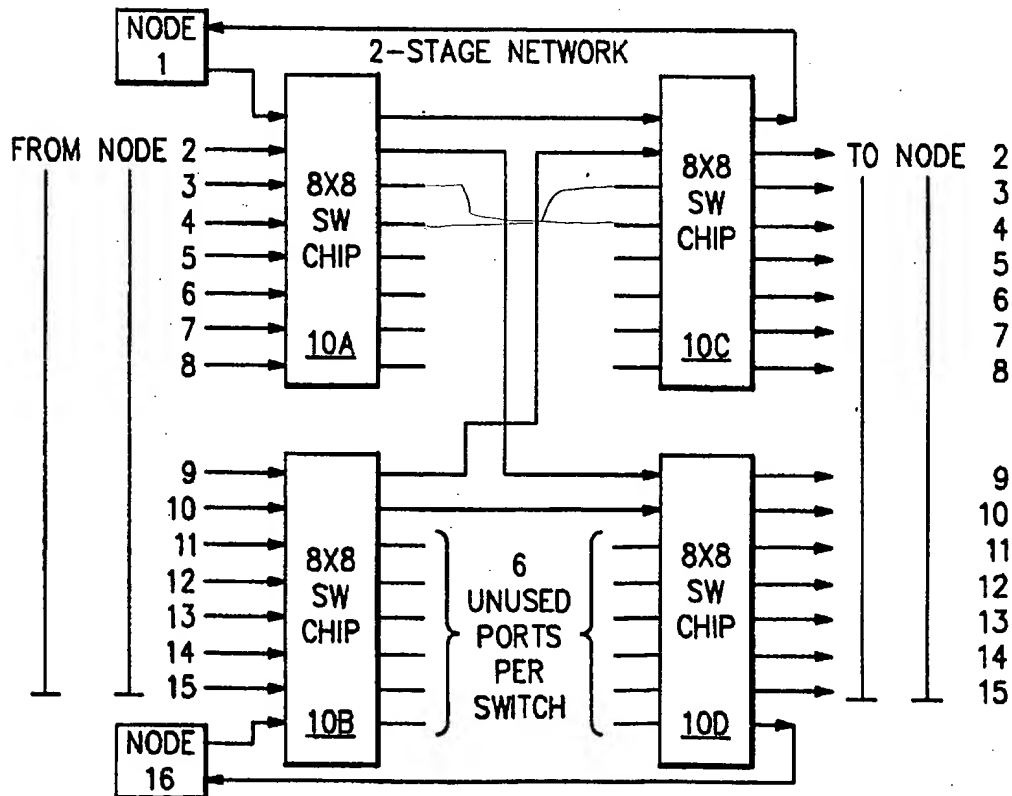 NODE
1
2-STAGE NETWORK
FROM NODE 2
3
4
5
6
7
8
8X8
SW
CHIP
10A
8X8
SW
CHIP
10C
TO NODE 2
3
4
5
6
7
8
9
10
11
12
13
14
15
8X8
SW
CHIP
10B
6
UNUSED
PORTS
PER
SWITCH
8X8
SW
CHIP
10D
9
10
11
12
13
14
15
NODE
16